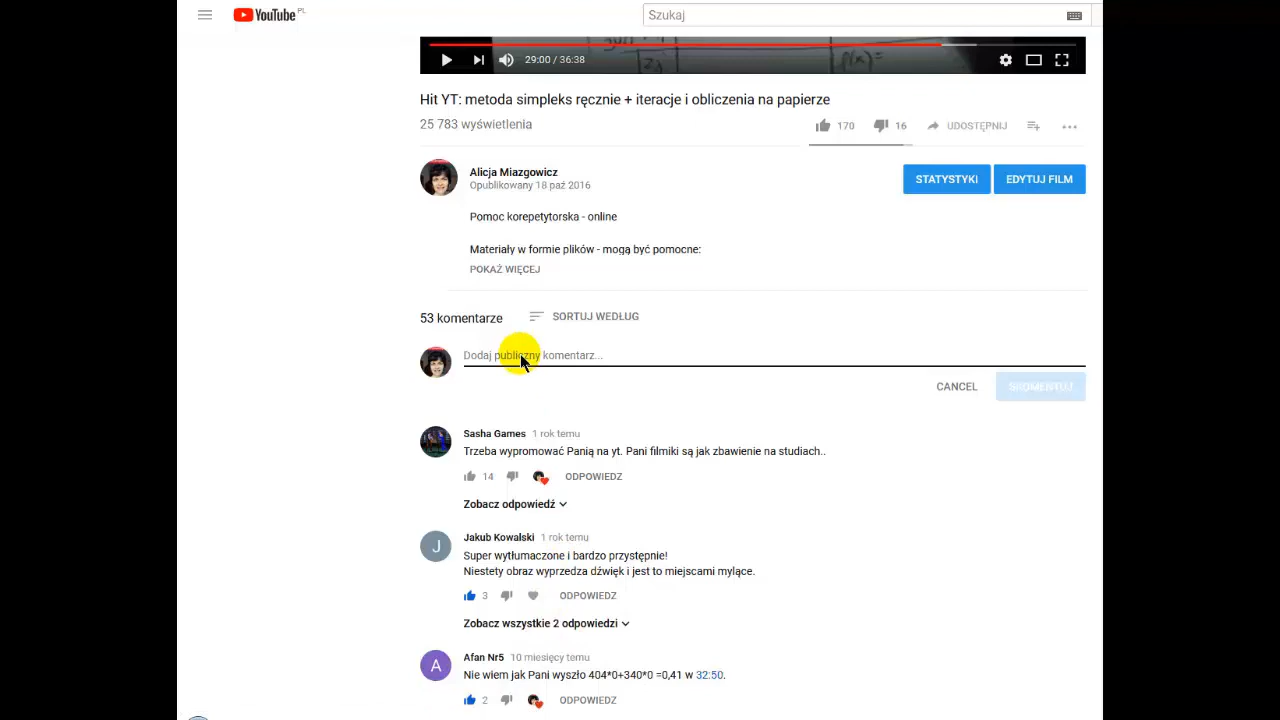 YouTube PL
Szukaj
29:00 / 36:38
Hit YT: metoda simpleks ręcznie + iteracje i obliczenia na papierze
25 783 wyświetlenia
170
16
UDOSTĘPNIJ
Alicja Miazgowicz
Opublikowany 18 paź 2016
STATYSTYKI
EDYTUJ FILM
Pomoc korepetytorska - online
Materiały w formie plików - mogą być pomocne:
POKAŻ WIĘCEJ
53 komentarze
SORTUJ WEDŁUG
Dodaj publiczny komentarz...
CANCEL
SKOMENTUJ
Sasha Games 1 rok temu
Trzeba wypromować Panią na yt. Pani filmiki są jak zbawienie na studiach..
14
ODPOWIEDZ
Zobacz odpowiedź
J
Jakub Kowalski 1 rok temu
Super wytłumaczone i bardzo przystępnie!
Niestety obraz wyprzedza dźwięk i jest to miejscami mylące.
3
ODPOWIEDZ
Zobacz wszystkie 2 odpowiedzi
A
Afan Nr5 10 miesięcy temu
Nie wiem jak Pani wyszło 404*0+340*0 =0,41 w 32:50.
2
ODPOWIEDZ